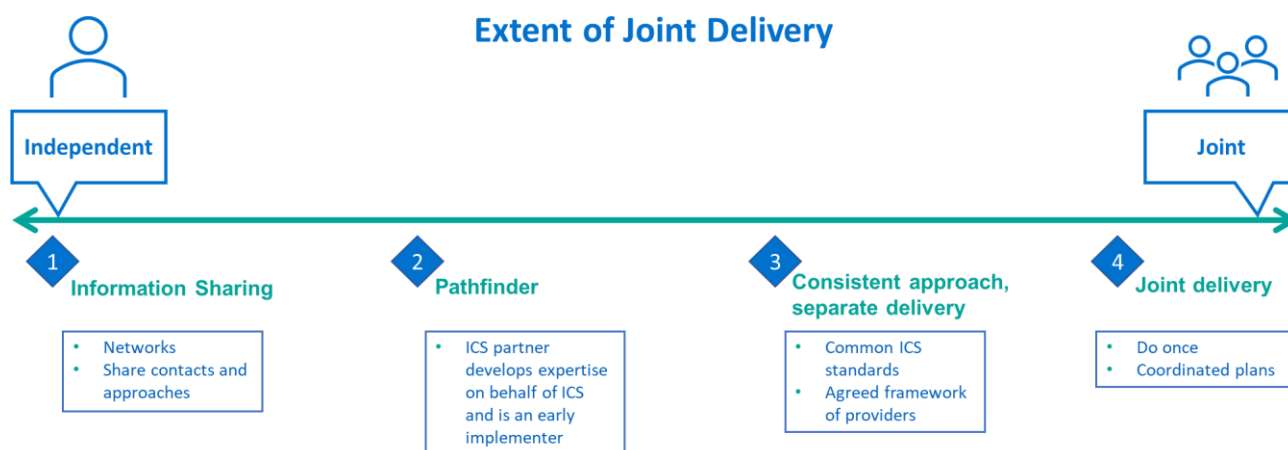 Extent of Joint Delivery
Independent
Joint
1
Information Sharing
• Networks
• Share contacts and
approaches
2
Pathfinder
• ICS partner
develops expertise
on behalf of ICS
and is an early
implementer
3
Consistent approach,
separate delivery
• Common ICS
standards
• Agreed framework
of providers
4
Joint delivery
• Do once
• Coordinated plans